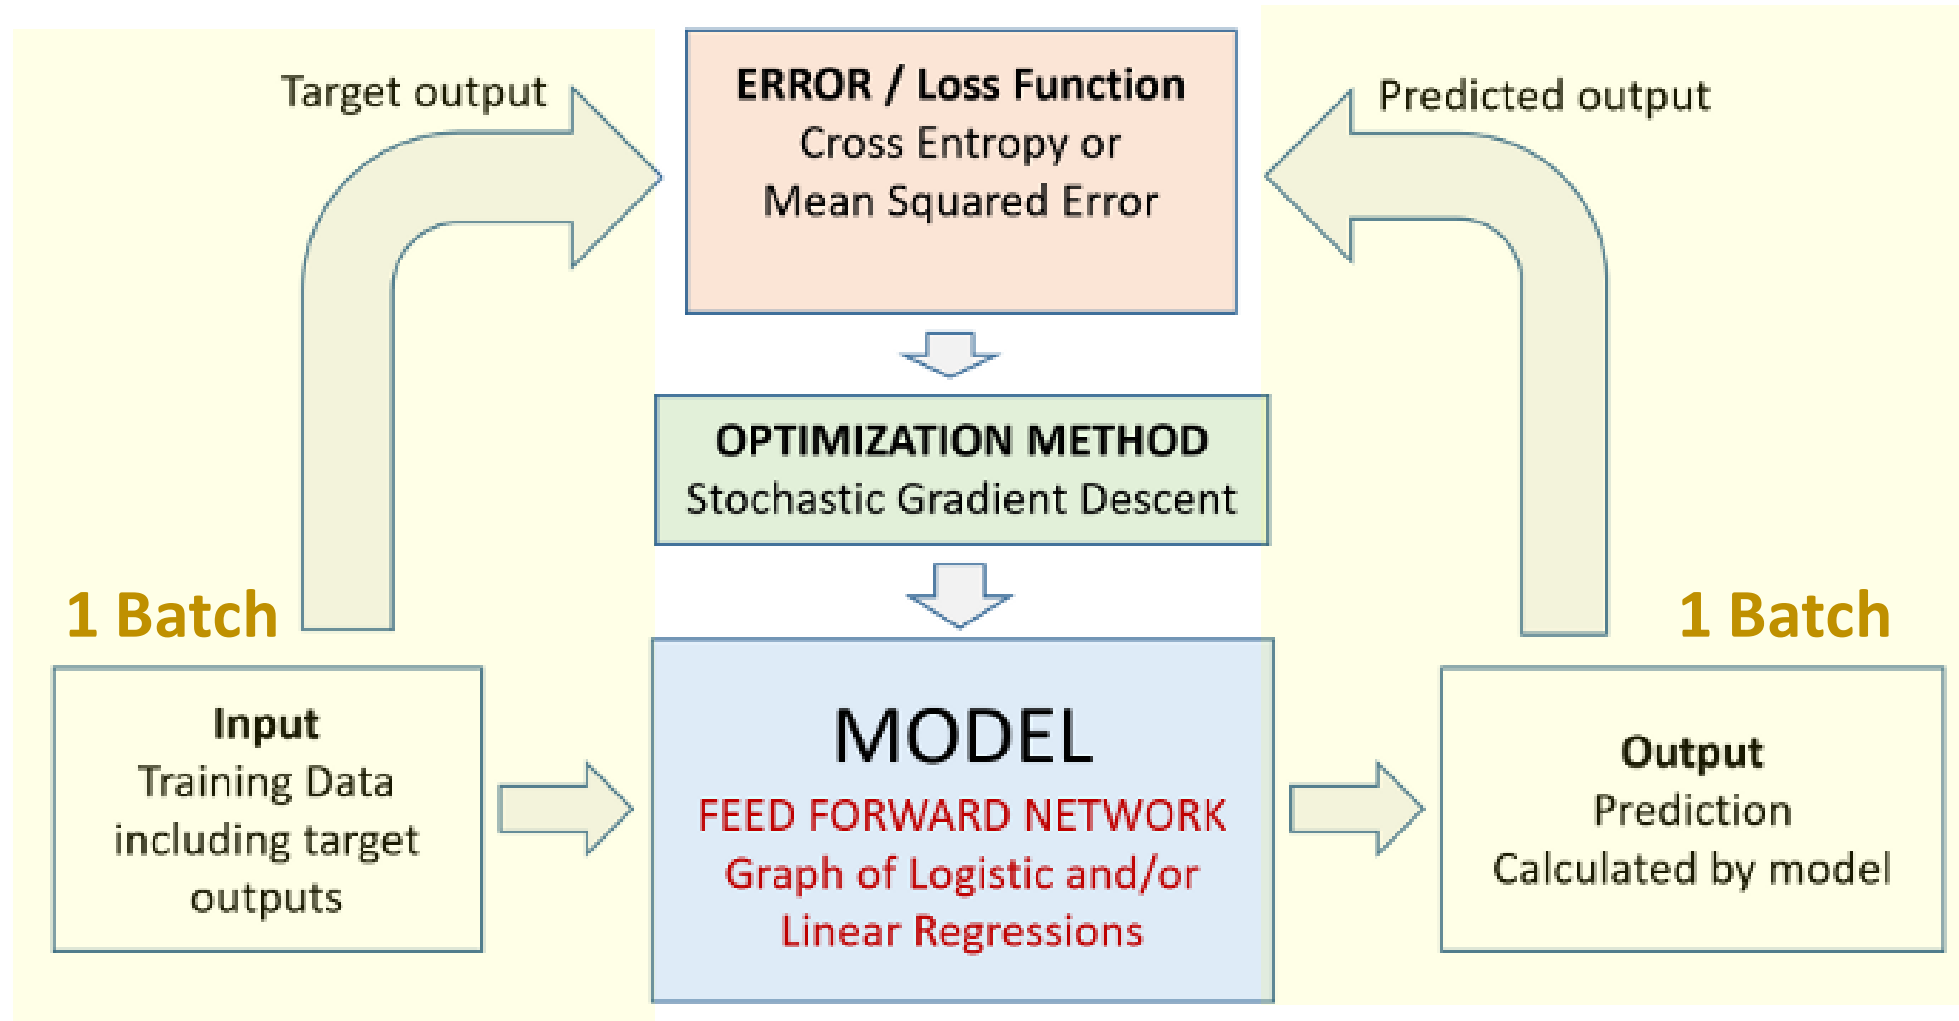 Target output
ERROR / Loss Function
Cross Entropy or
Mean Squared Error
Predicted output
OPTIMIZATION METHOD
Stochastic Gradient Descent
1 Batch
1 Batch
Input
Training Data
including target
outputs
MODEL
FEED FORWARD NETWORK
Graph of Logistic and/or
Linear Regressions
Output
Prediction
Calculated by model